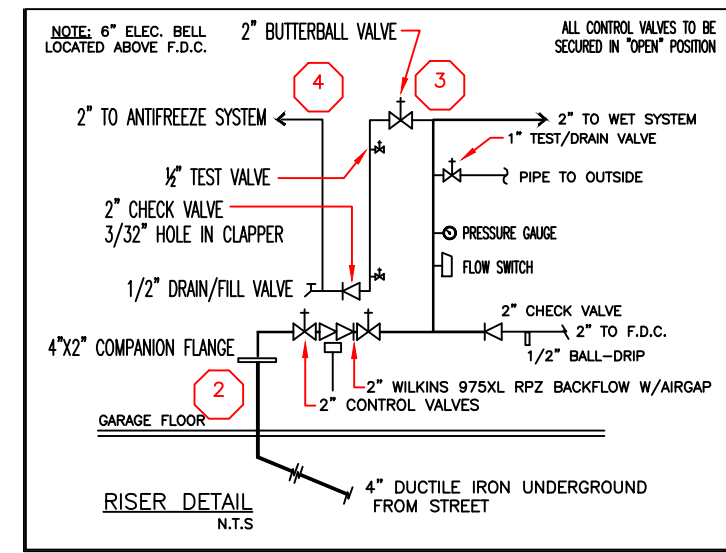 NOTE: 6" ELEC. BELL
LOCATED ABOVE F.D.C.
2" BUTTERBALL VALVE
ALL CONTROL VALVES TO BE
SECURED IN "OPEN" POSITION
4
3
2" TO ANTIFREEZE SYSTEM
2" TO WET SYSTEM
1" TEST/DRAIN VALVE
½" TEST VALVE
PIPE TO OUTSIDE
2" CHECK VALVE
3/32" HOLE IN CLAPPER
PRESSURE GAUGE
FLOW SWITCH
1/2" DRAIN/FILL VALVE
2" CHECK VALVE
2" TO F.D.C.
1/2" BALL-DRIP
4"X2" COMPANION FLANGE
2
2" WILKINS 975XL RPZ BACKFLOW W/AIRGAP
2" CONTROL VALVES
GARAGE FLOOR
4" DUCTILE IRON UNDERGROUND
FROM STREET
RISER DETAIL
N.T.S